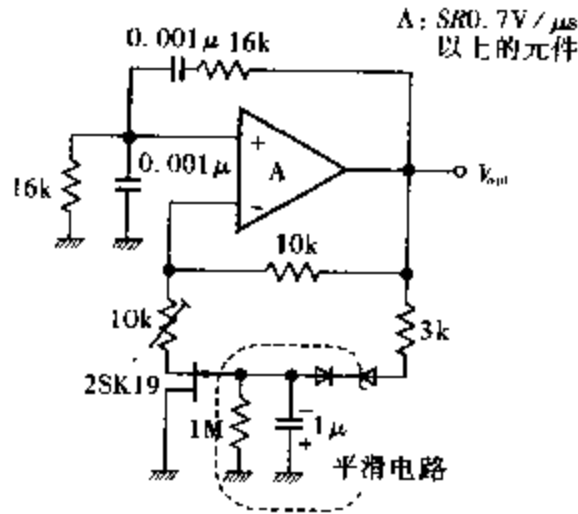 A: SR0.7V/μs
以上的元件
0.001μ 16k
+
A
−
0.001μ
16k
Vout
10k
10k
3k
2SK19
1M
−
1μ
+
平滑电路